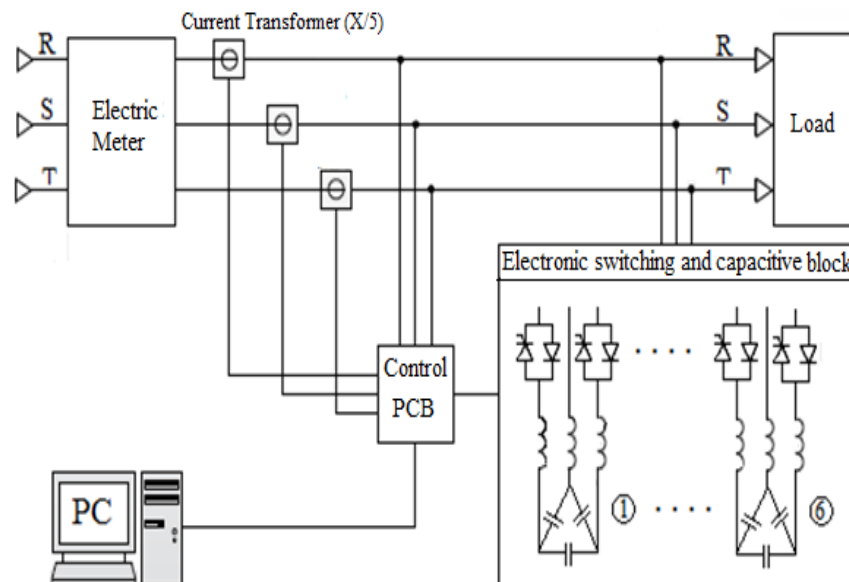 Current Transformer (X/5)
R
S
T
Electric
Meter
R
S
T
Load
Electronic switching and capacitive block
Control
PCB
PC
1
6